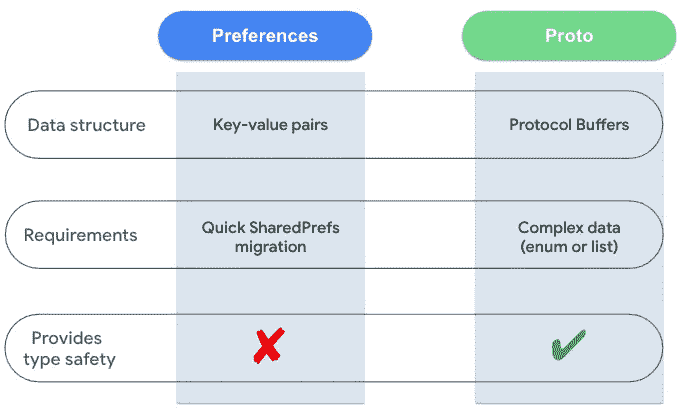 Preferences
Proto
Data structure
Key-value pairs
Protocol Buffers
Requirements
Quick SharedPrefs
migration
Complex data
(enum or list)
Provides
type safety